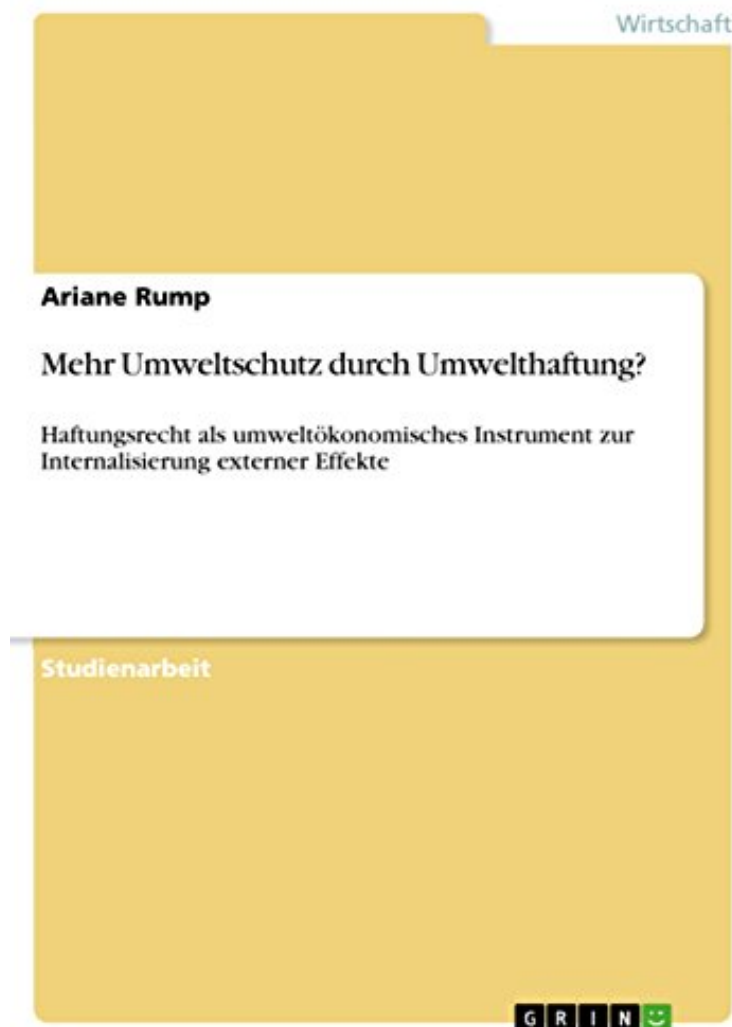 Wirtschaft
Ariane Rump
Mehr Umweltschutz durch Umwelthaftung?
Haftungsrecht als umweltökonomisches Instrument zur
Internalisierung externer Effekte
Studienarbeit
GRIN